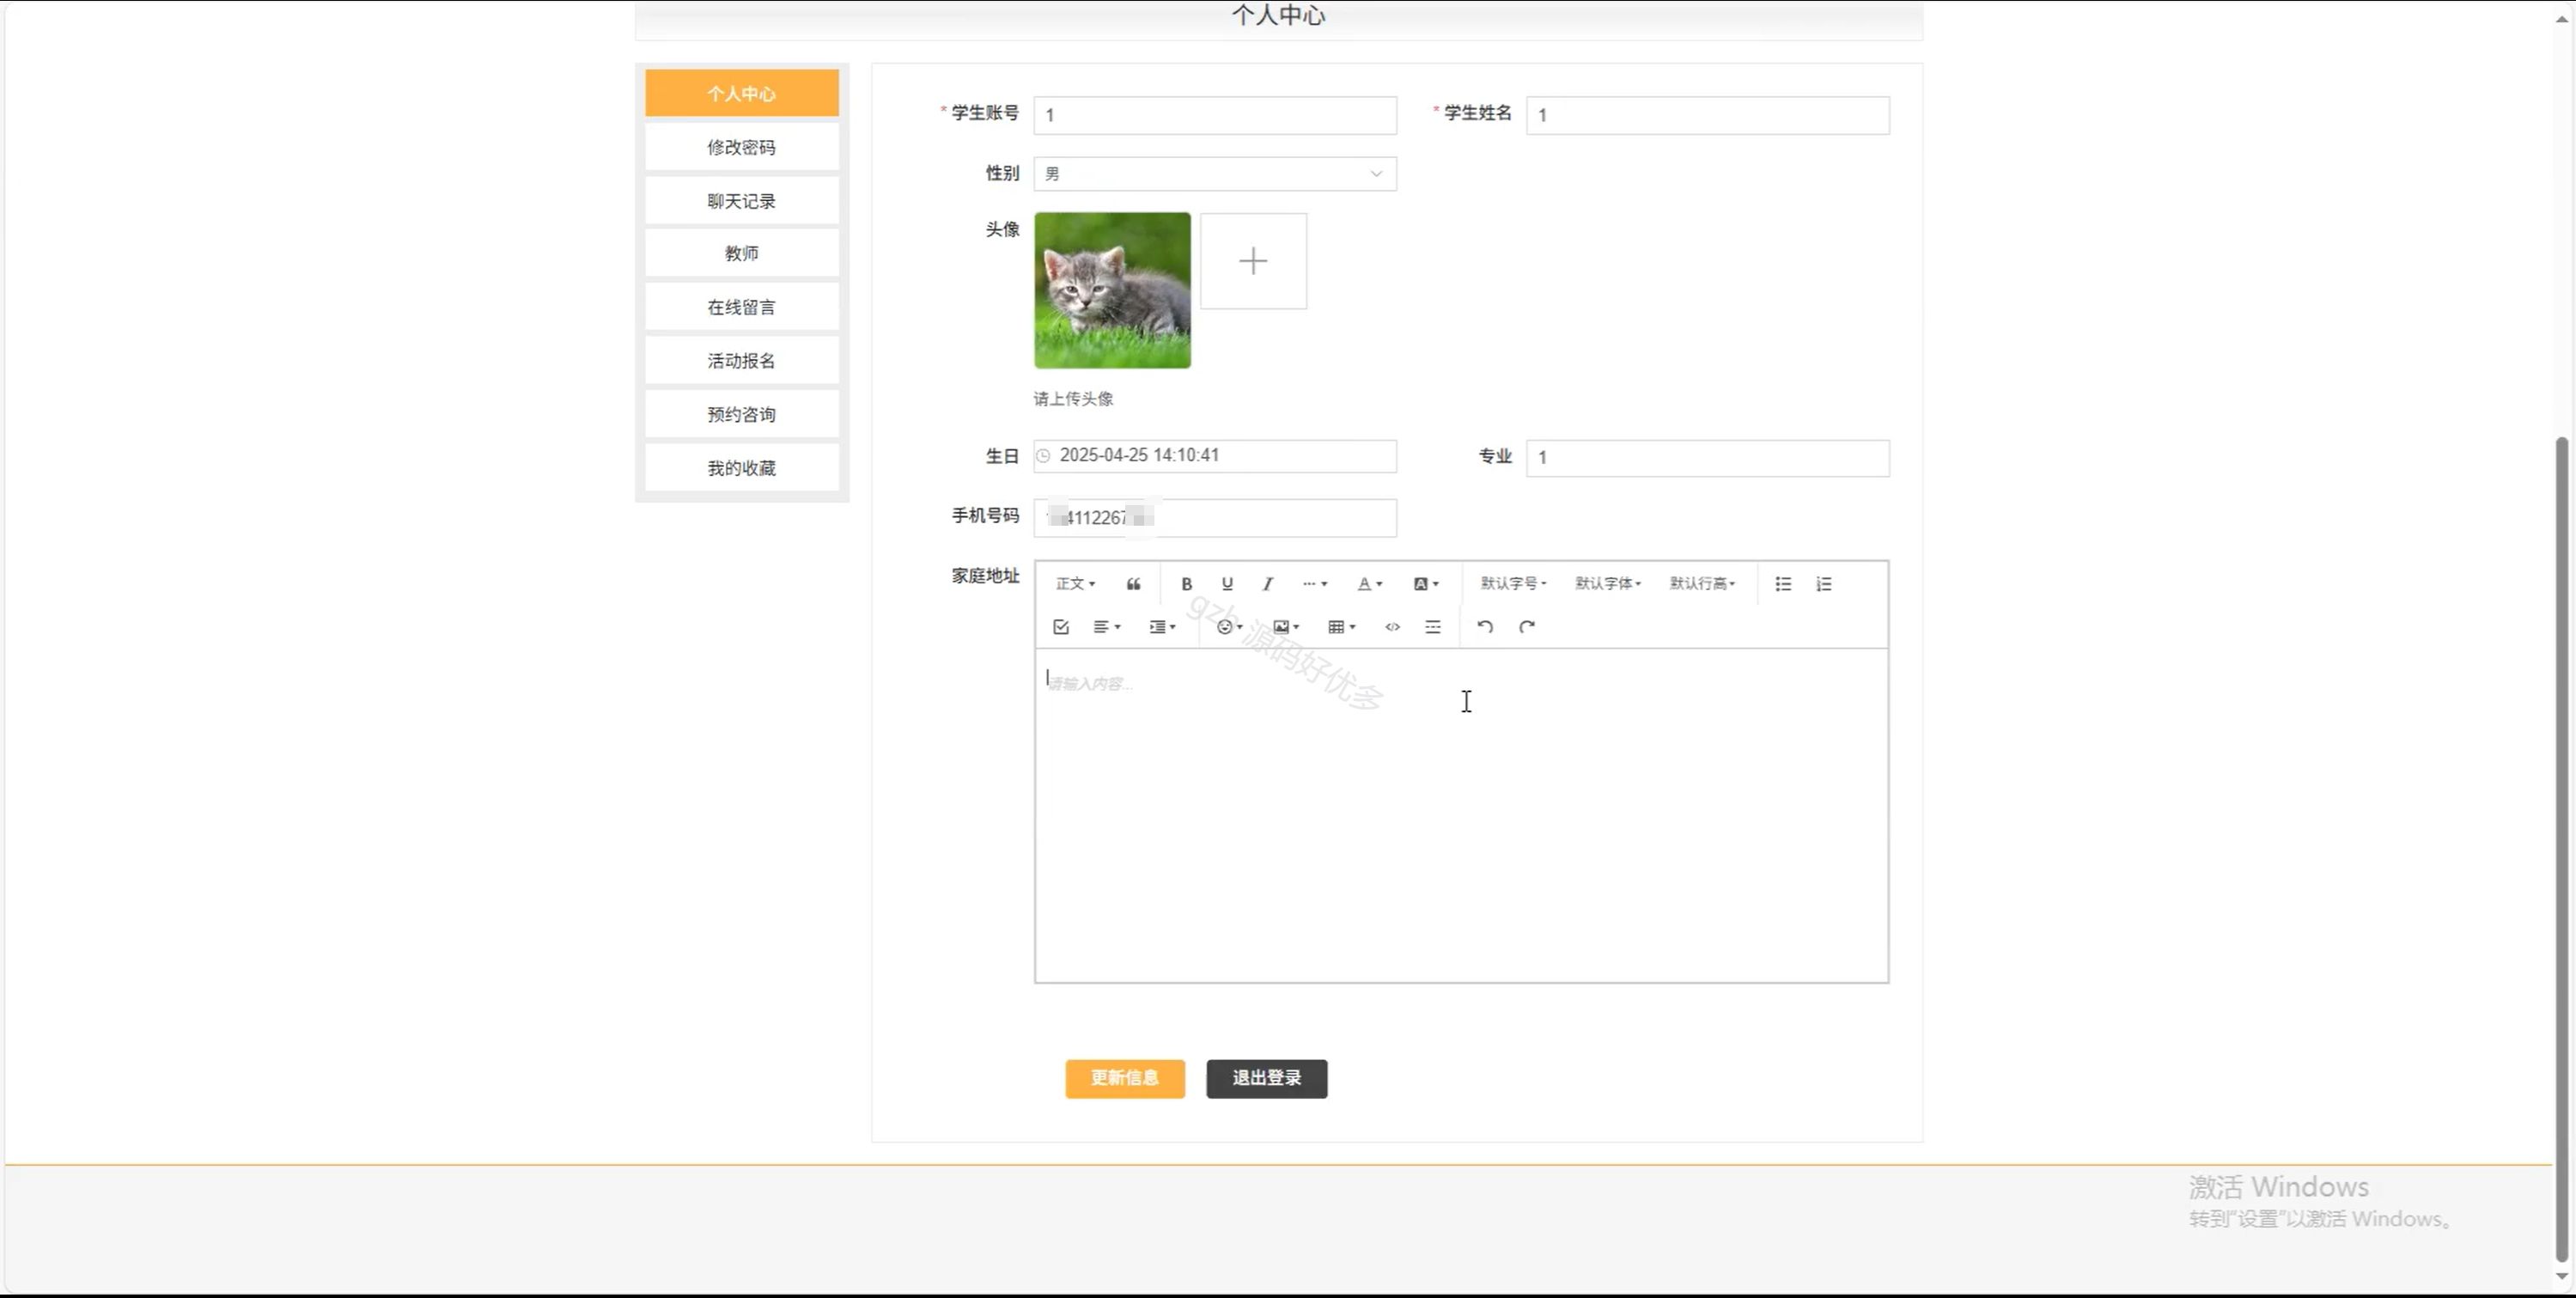 个人中心
个人中心
修改密码
聊天记录
教师
在线留言
活动报名
预约咨询
我的收藏
* 学生账号 1 * 学生姓名 1
性别 男
头像
请上传头像
生日 2025-04-25 14:10:41 专业 1
手机号码 4112267
家庭地址
正文 B U I A A 默认字号 默认字体 默认行高
请输入内容...
gzh 源码好优多
更新信息 退出登录
激活 Windows
转到“设置”以激活 Windows。